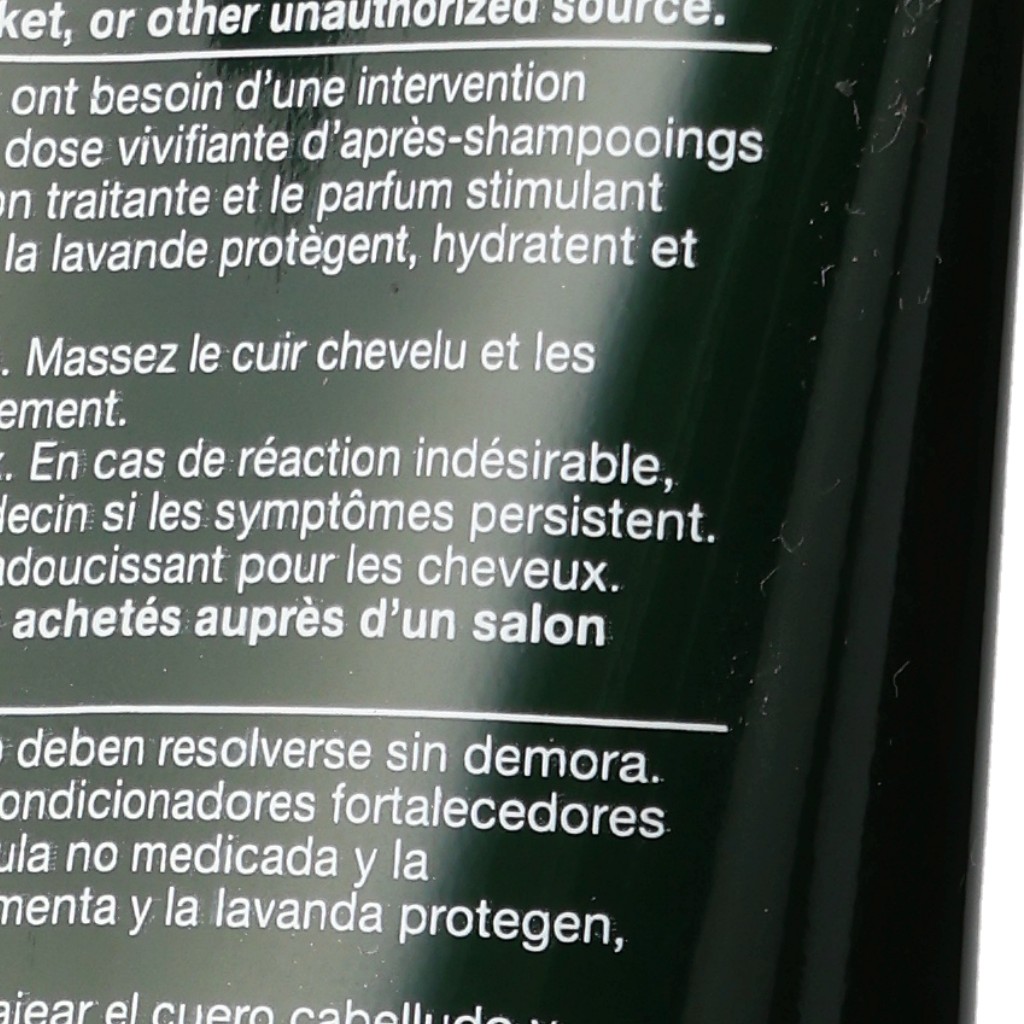 or other unauthorized source.
ont besoin d'une intervention
dose vivifiante d'après-shampooings
traitante et le parfum stimulant
la lavande protègent, hydratent et
. Massez le cuir chevelu et les
ement.
. En cas de réaction indésirable,
decin si les symptômes persistent.
adoucissant pour les cheveux.
achetés auprès d'un salon
deben resolverse sin demora.
ondicionadores fortalecedores
ula no medicada y la
menta y la lavanda protegen,
el cuero cabelludo y